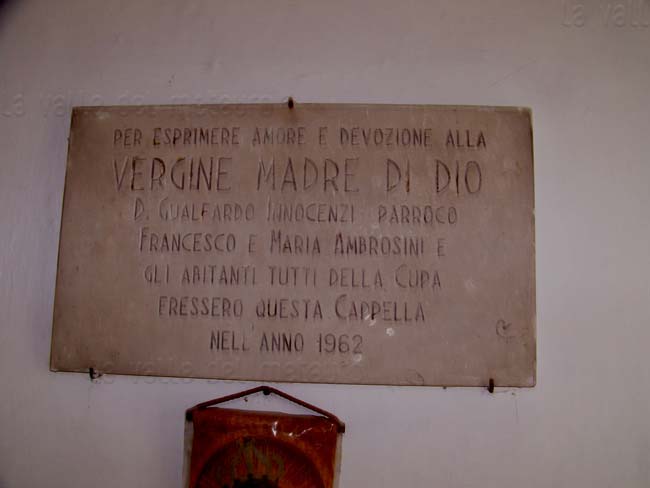 PER ESPRIMERE AMORE E DEVOZIONE ALLA
VERGINE MADRE DI DIO
D. GUALFARDO INNOCENZI PARROCO
FRANCESCO E MARIA AMBROSINI E
GLI ABITANTI TUTTI DELLA CUPA
ERESSERO QUESTA CAPPELLA
NELL'ANNO 1962